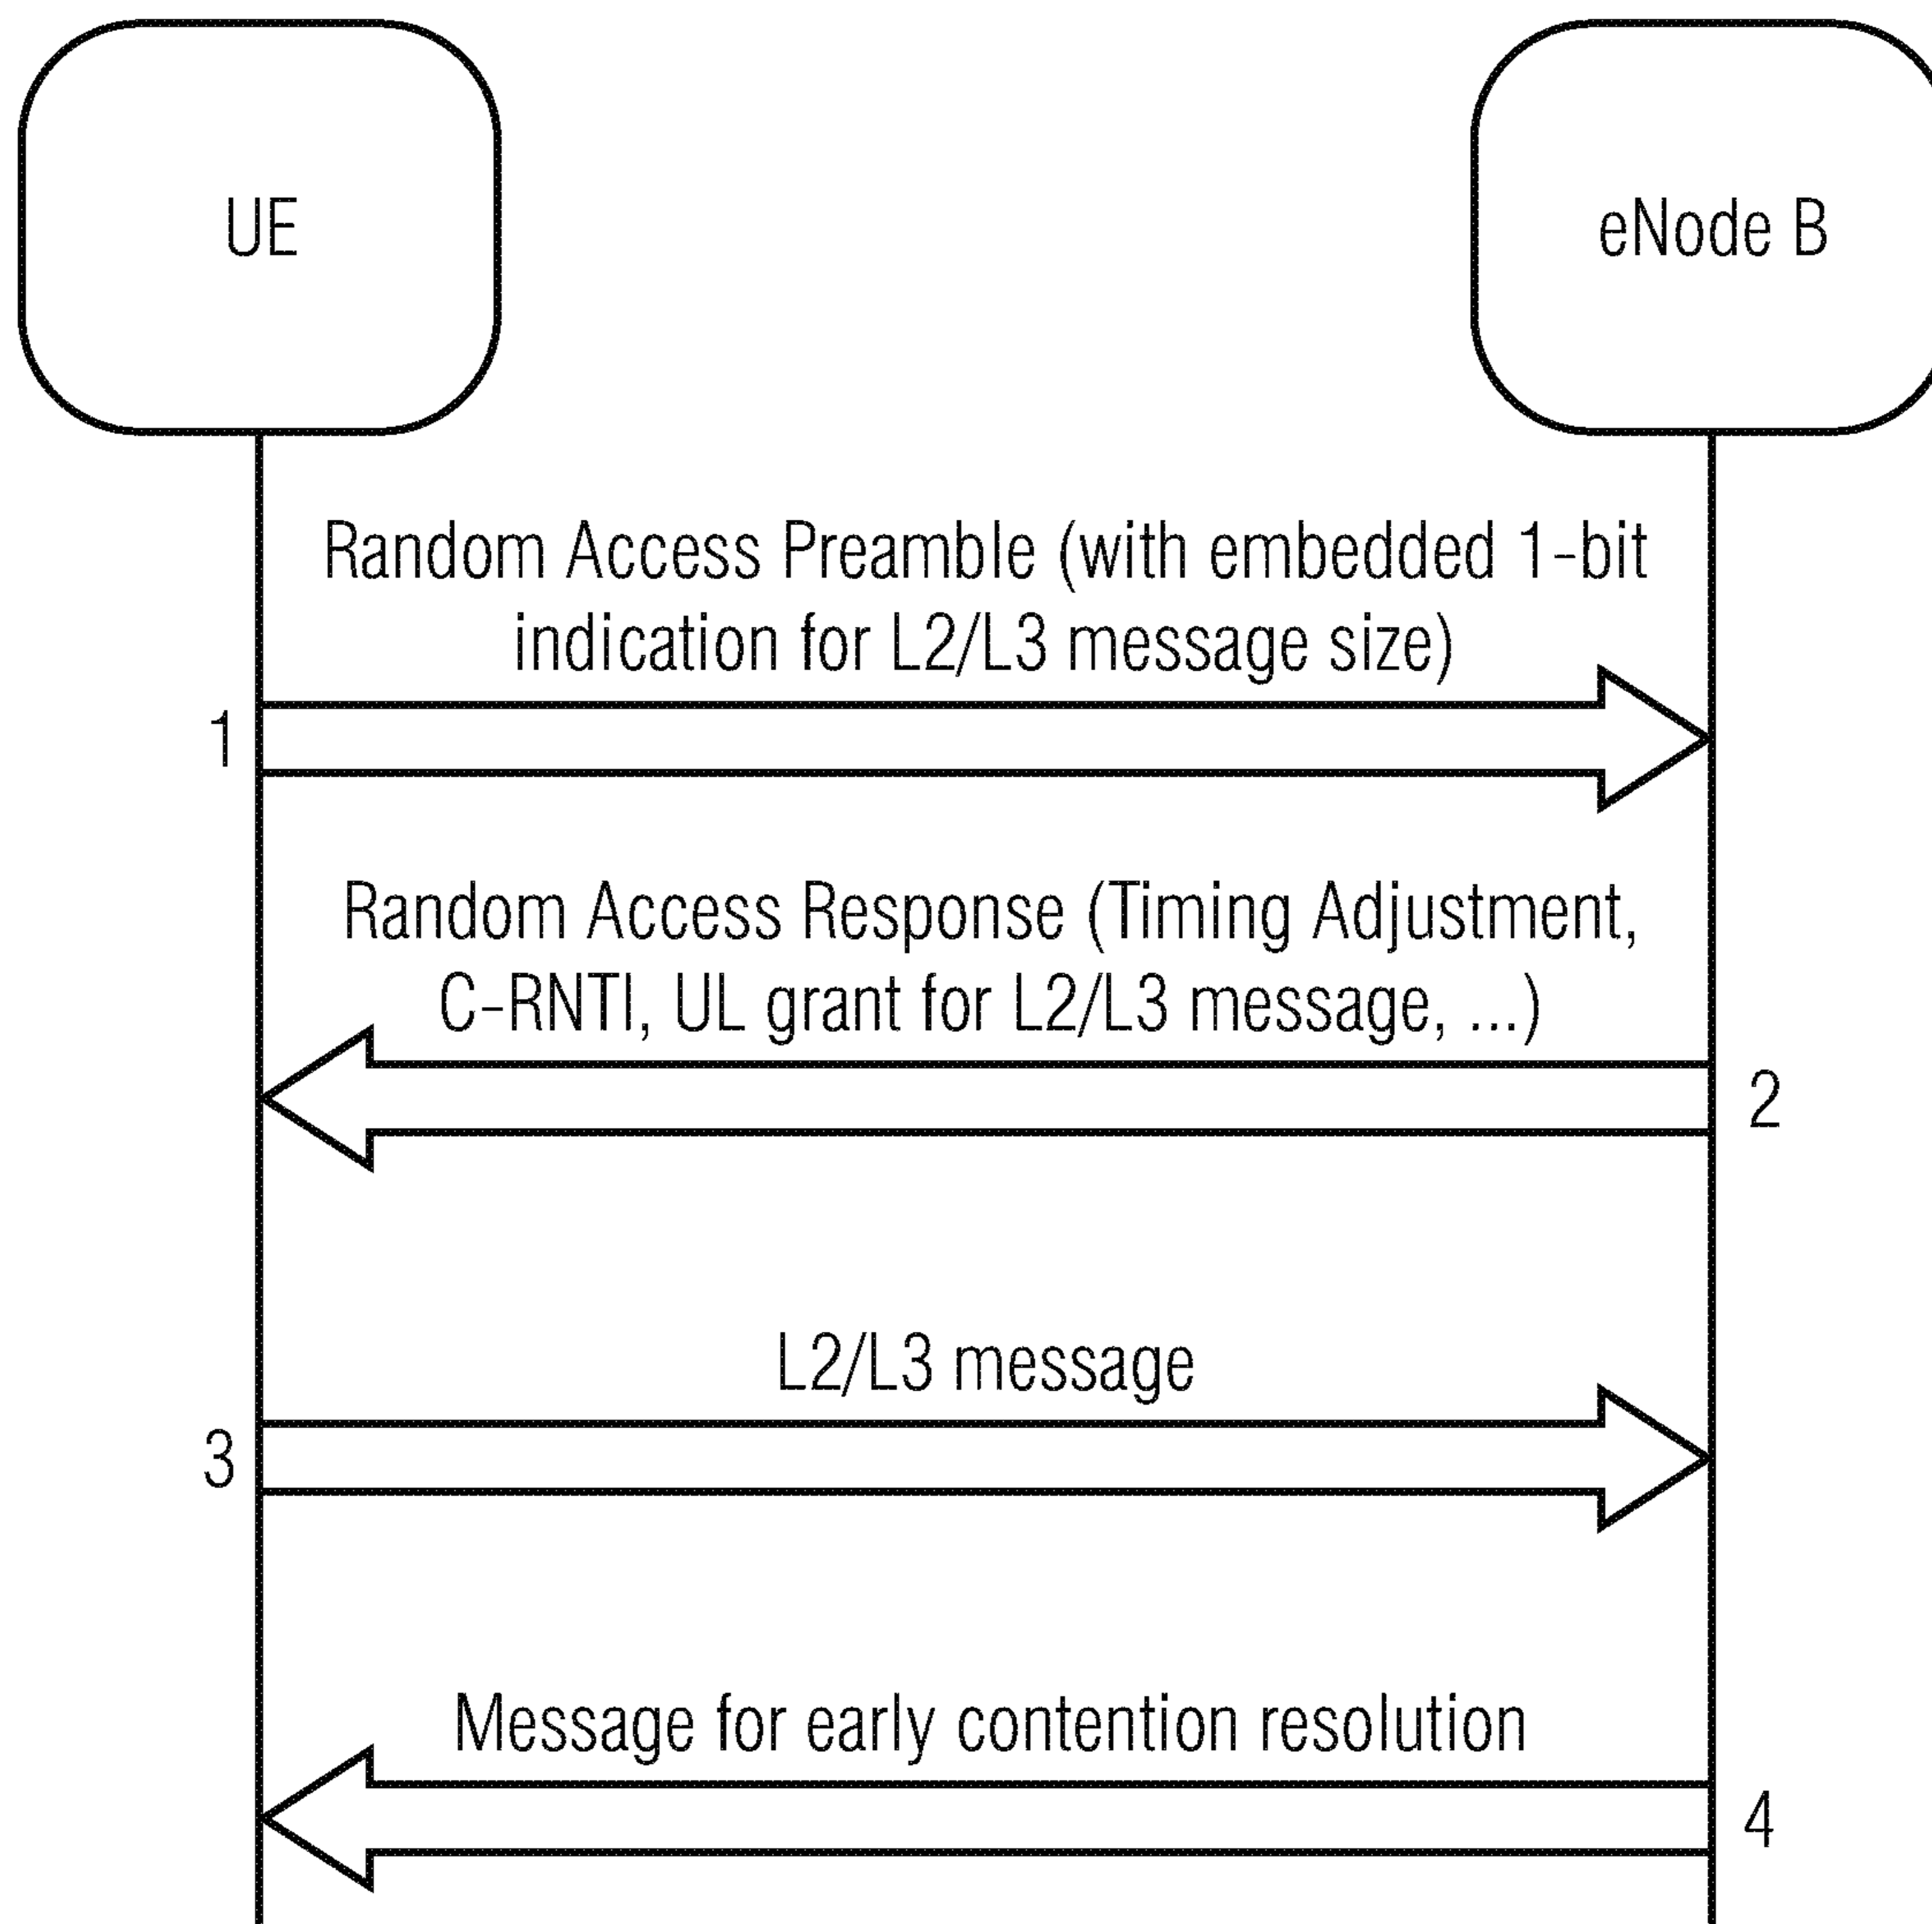 UE
eNode B
Random Access Preamble (with embedded 1-bit
indication for L2/L3 message size)
1
Random Access Response (Timing Adjustment,
C-RNTI, UL grant for L2/L3 message, ...)
2
L2/L3 message
3
Message for early contention resolution
4